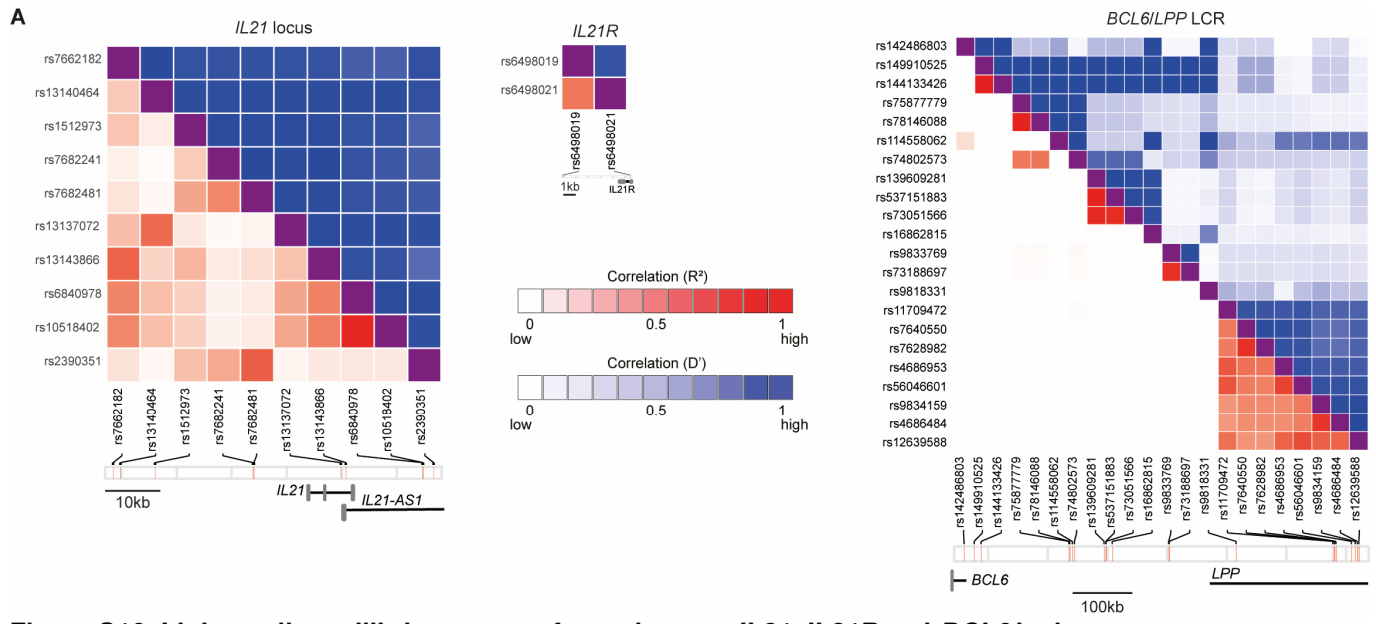 A
IL21 locus
rs7662182
rs13140464
rs1512973
rs7682241
rs7682481
rs13137072
rs13143866
rs6840978
rs10518402
rs2390351
rs7662182
rs13140464
rs1512973
rs7682241
rs7682481
rs13137072
rs13143866
rs6840978
rs10518402
rs2390351
10kb
IL21
IL21-AS1
IL21R
rs6498019
rs6498021
rs6498019
rs6498021
1kb
IL21R
Correlation (R²)
0 0.5 1
low high
Correlation (D')
0 0.5 1
low high
BCL6/LPP LCR
rs142486803
rs149910525
rs144133426
rs75877779
rs78146088
rs114558062
rs74802573
rs139609281
rs537151883
rs73051566
rs16862815
rs9833769
rs73188697
rs9818331
rs11709472
rs7640550
rs7628982
rs4686953
rs56046601
rs9834159
rs4686484
rs12639588
rs142486803
rs149910525
rs144133426
rs75877779
rs78146088
rs114558062
rs74802573
rs139609281
rs537151883
rs73051566
rs16862815
rs9833769
rs73188697
rs9818331
rs11709472
rs7640550
rs7628982
rs4686953
rs56046601
rs9834159
rs4686484
rs12639588
BCL6
LPP
100kb